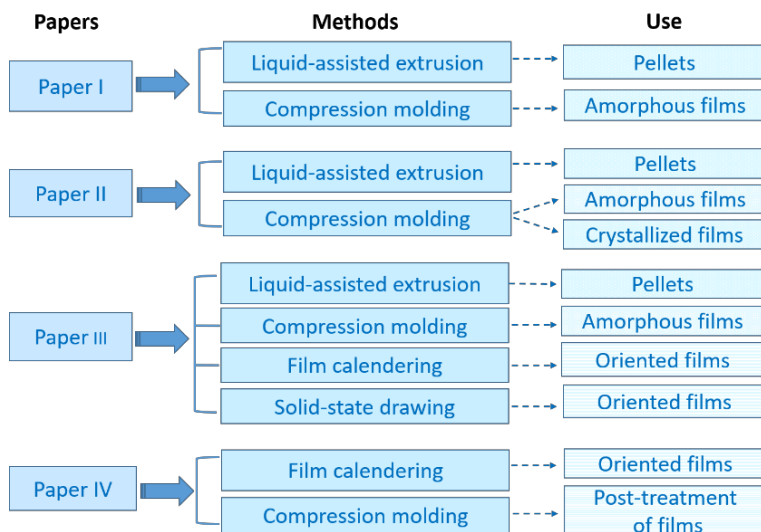 Papers Methods Use
Paper I
Liquid-assisted extrusion
Pellets
Compression molding
Amorphous films
Paper II
Liquid-assisted extrusion
Pellets
Compression molding
Amorphous films
Crystallized films
Paper III
Liquid-assisted extrusion
Pellets
Compression molding
Amorphous films
Film calendering
Oriented films
Solid-state drawing
Oriented films
Paper IV
Film calendering
Oriented films
Compression molding
Post-treatment
of films